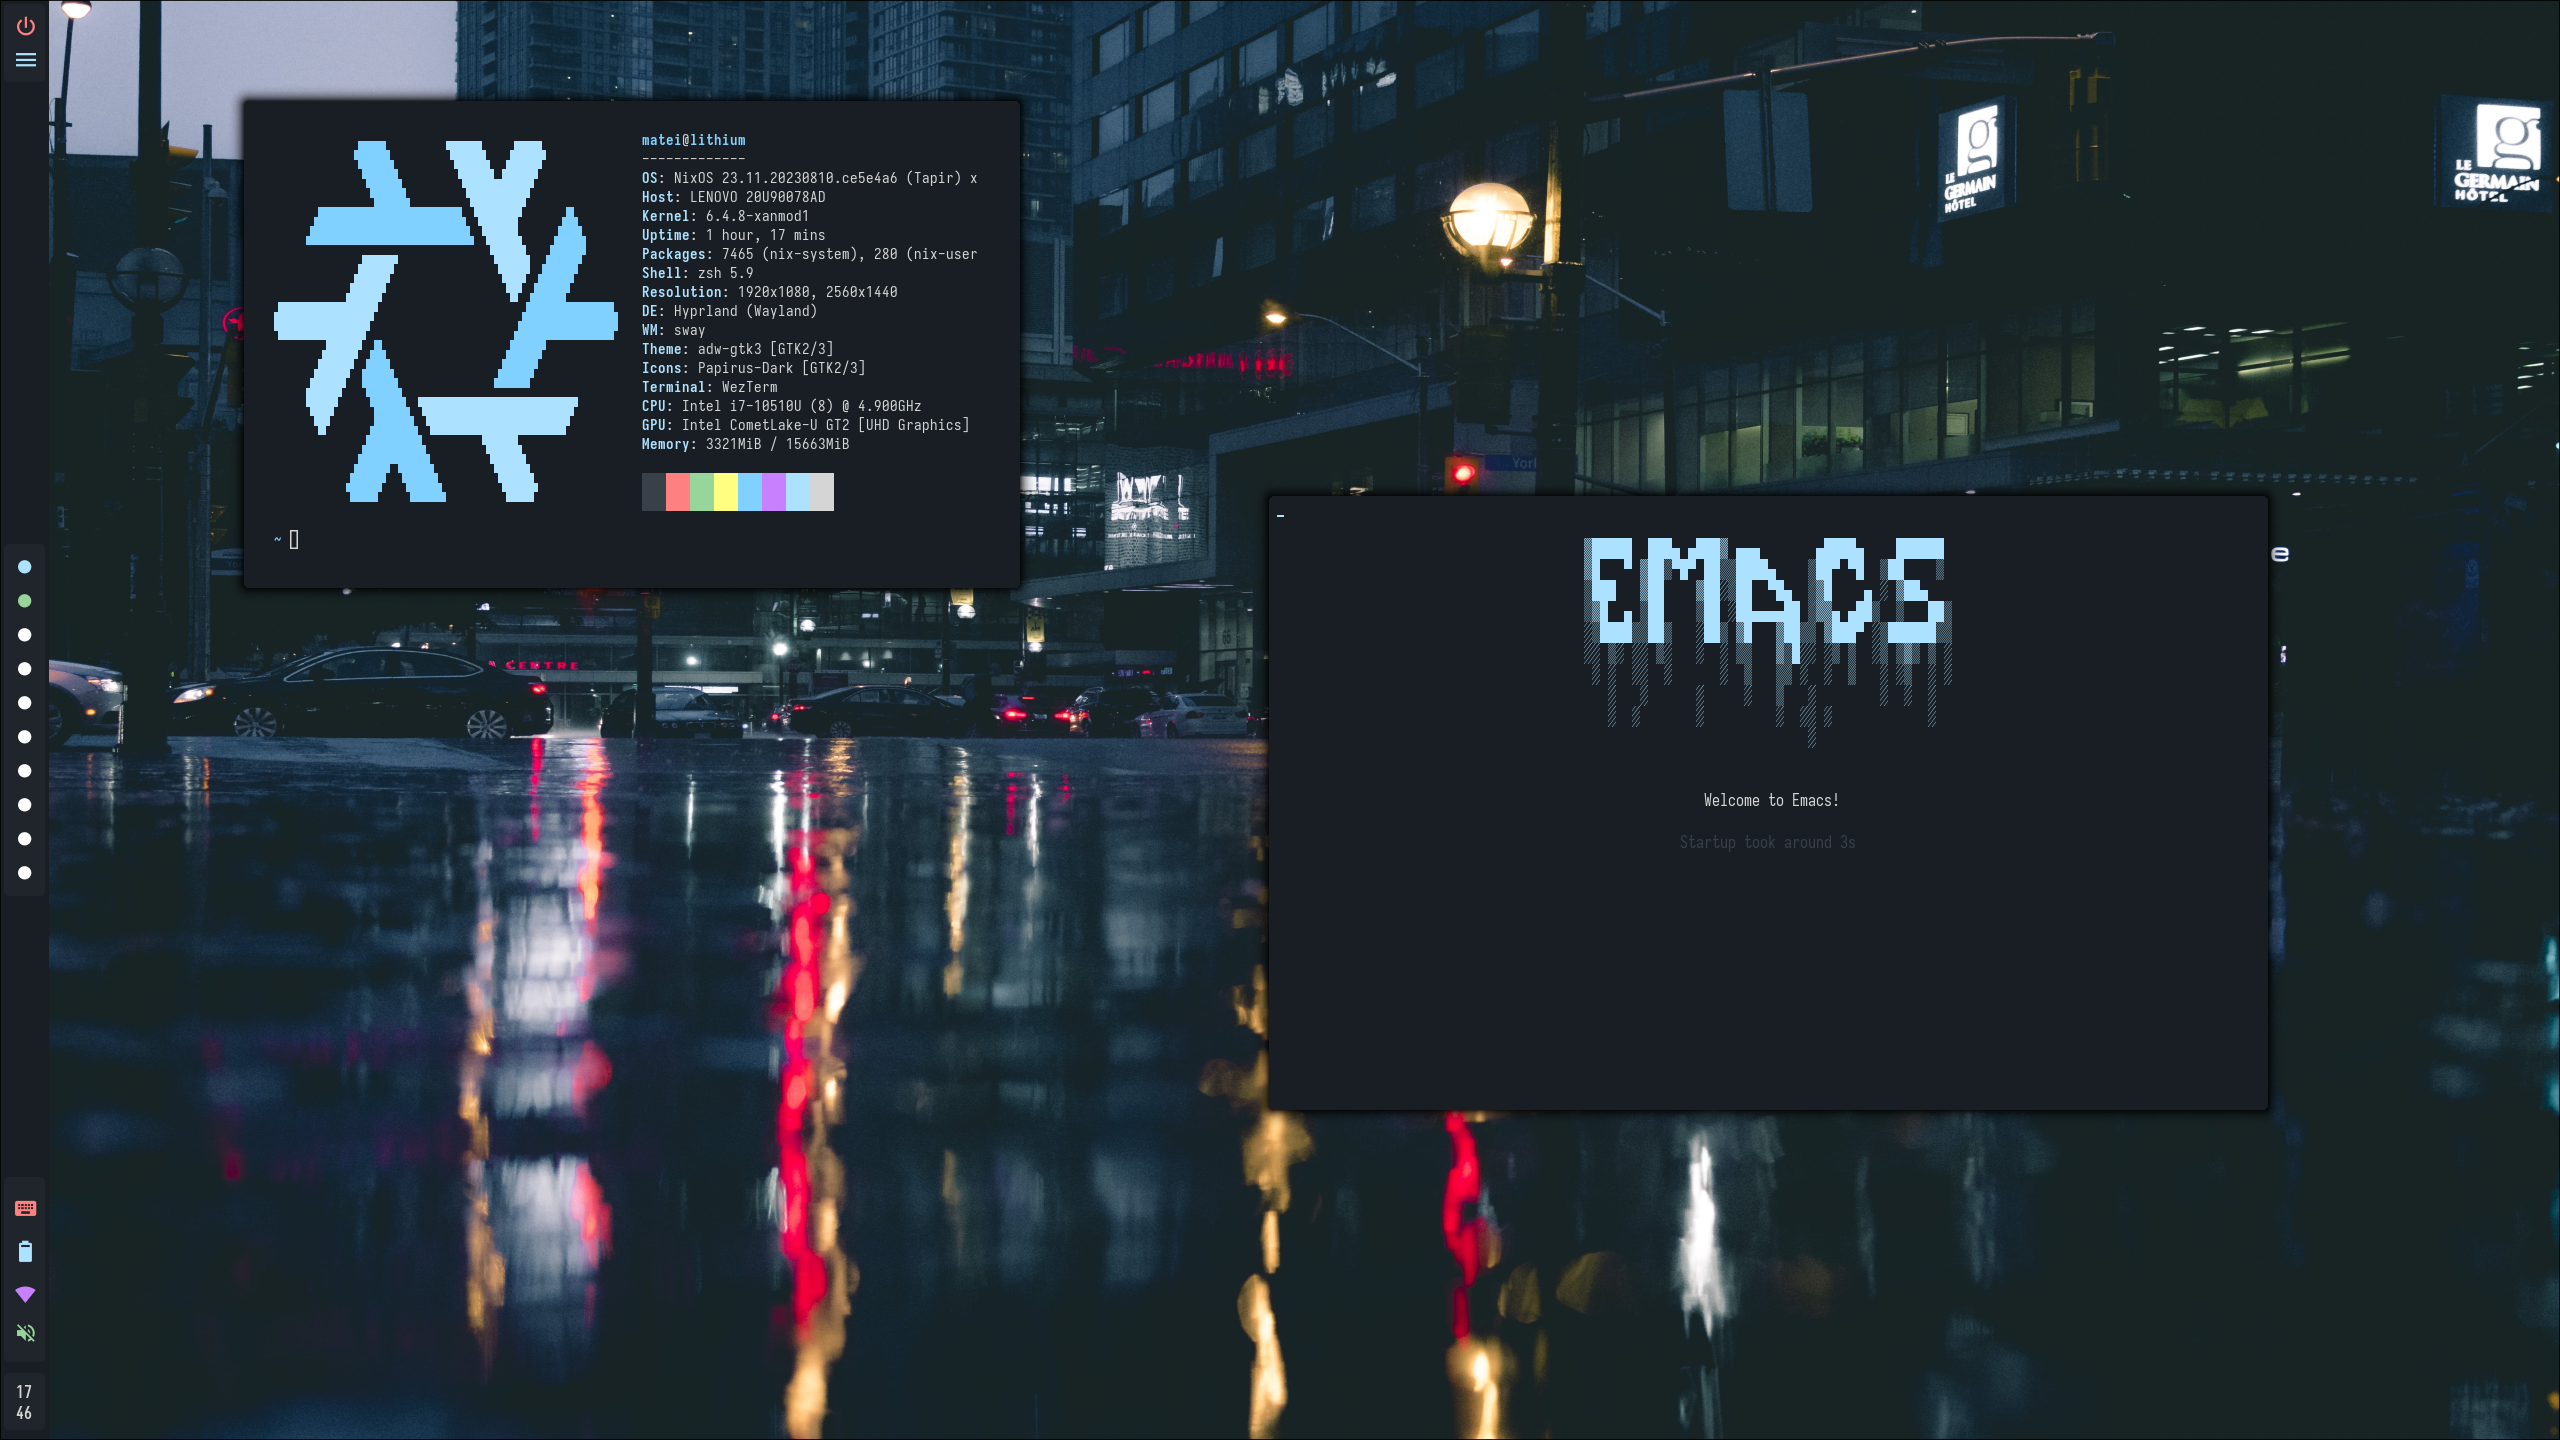 matei@lithium
-------------
OS: NixOS 23.11.20230810.ce5e4a6 (Tapir) x
Host: LENOVO 20U90078AD
Kernel: 6.4.8-xanmod1
Uptime: 1 hour, 17 mins
Packages: 7465 (nix-system), 280 (nix-user
Shell: zsh 5.9
Resolution: 1920x1080, 2560x1440
DE: Hyprland (Wayland)
WM: sway
Theme: adw-gtk3 [GTK2/3]
Icons: Papirus-Dark [GTK2/3]
Terminal: WezTerm
CPU: Intel i7-10510U (8) @ 4.900GHz
GPU: Intel CometLake-U GT2 [UHD Graphics]
Memory: 3321MiB / 15663MiB
~
EMACS
Welcome to Emacs!
Startup took around 3s
g
LE
GERMAIN
HÔTEL
g
LE
GERMAIN
HÔTEL
CENTRE
17
46